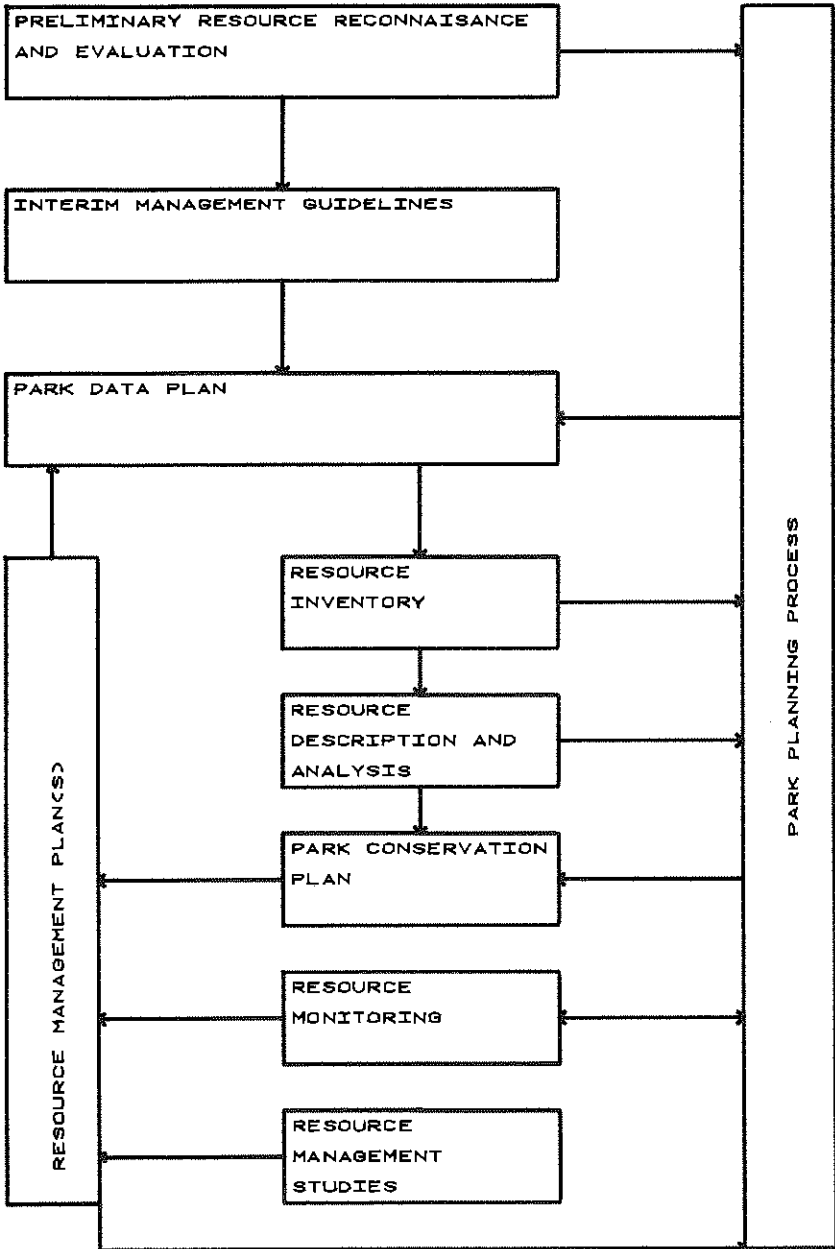 PRELIMINARY RESOURCE RECONNAISANCE
AND EVALUATION
INTERIM MANAGEMENT GUIDELINES
PARK DATA PLAN
RESOURCE
INVENTORY
RESOURCE
DESCRIPTION AND
ANALYSIS
PARK CONSERVATION
PLAN
RESOURCE
MONITORING
RESOURCE
MANAGEMENT
STUDIES
RESOURCE MANAGEMENT PLAN(S)
PARK PLANNING PROCESS